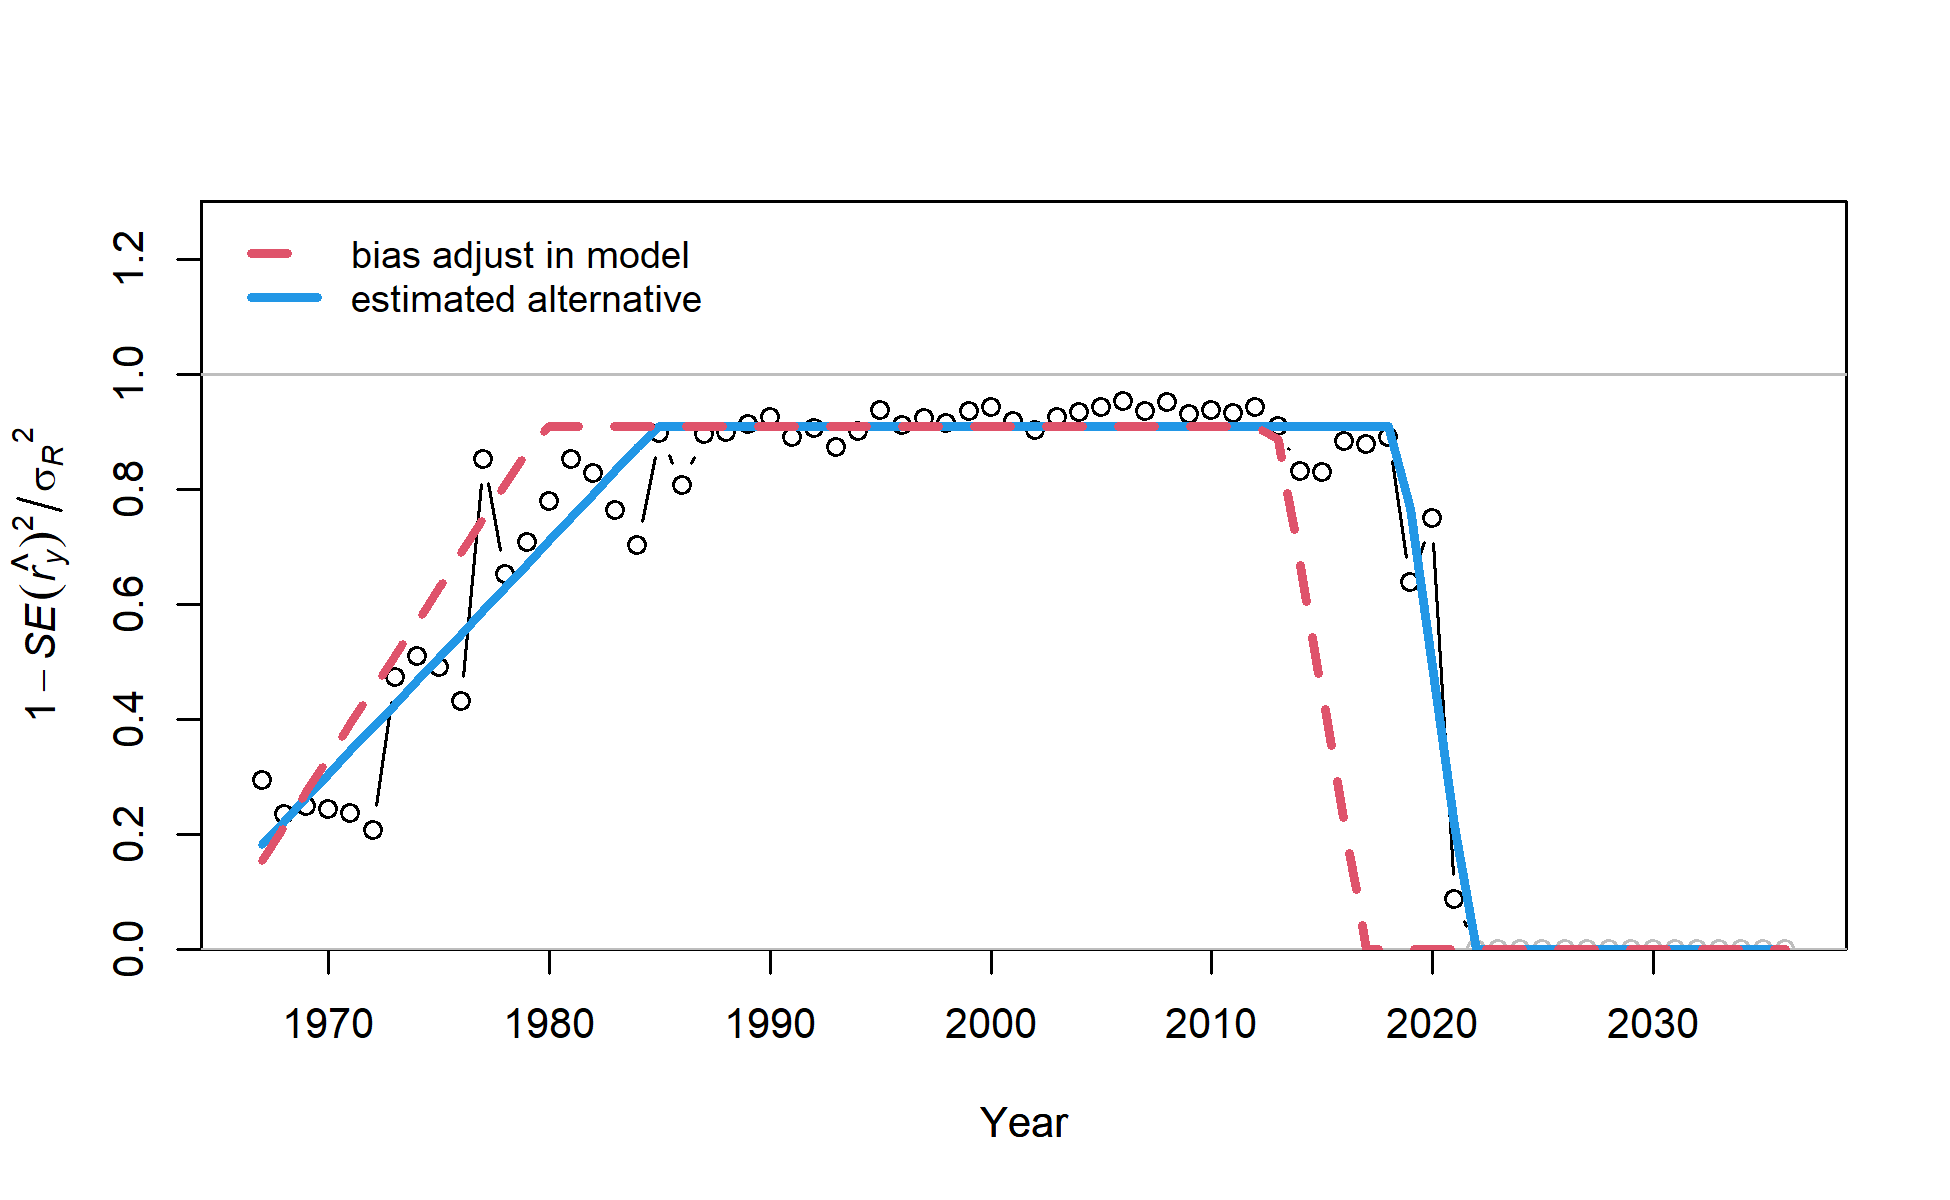 bias adjust in model
estimated alternative
1 − SE(r̂y)² / σR²
1.2
1.0
0.8
0.6
0.4
0.2
0.0
1970 1980 1990 2000 2010 2020 2030
Year